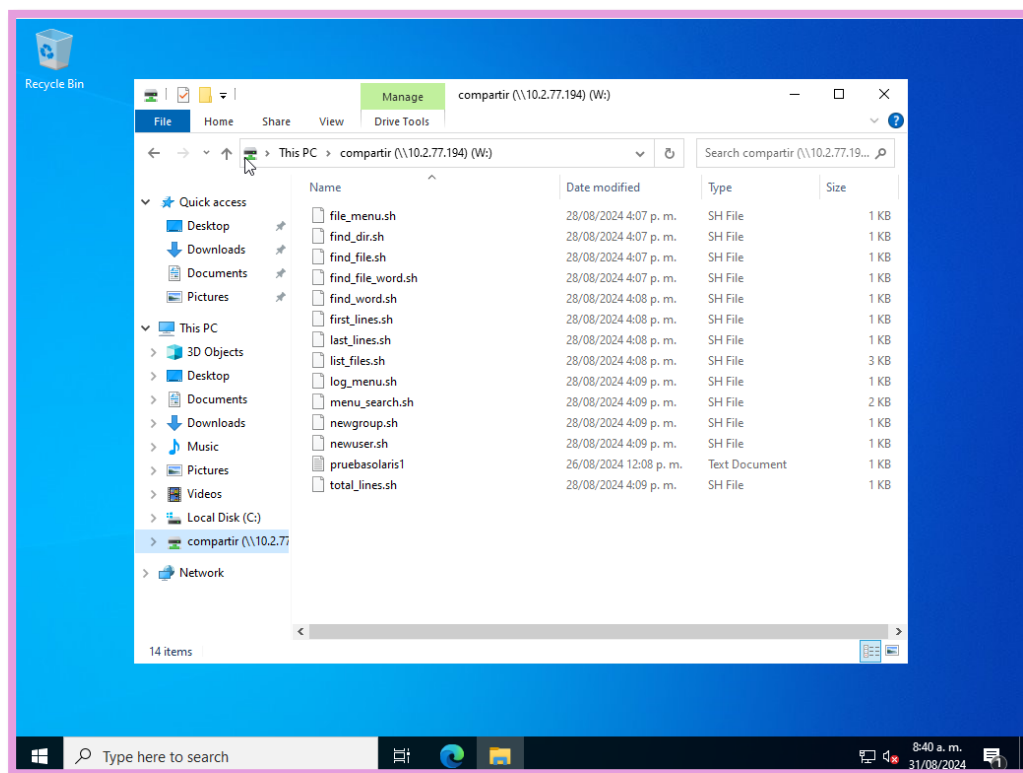 Recycle Bin
Manage compartir (\\10.2.77.194) (W:)
File Home Share View Drive Tools
This PC > compartir (\\10.2.77.194) (W:)
Search compartir (\\10.2.77.19...
Name Date modified Type Size
Quick access
Desktop
Downloads
Documents
Pictures
This PC
3D Objects
Desktop
Documents
Downloads
Music
Pictures
Videos
Local Disk (C:)
compartir (\\10.2.77
Network
file_menu.sh 28/08/2024 4:07 p. m. SH File 1 KB
find_dir.sh 28/08/2024 4:07 p. m. SH File 1 KB
find_file.sh 28/08/2024 4:07 p. m. SH File 1 KB
find_file_word.sh 28/08/2024 4:07 p. m. SH File 1 KB
find_word.sh 28/08/2024 4:08 p. m. SH File 1 KB
first_lines.sh 28/08/2024 4:08 p. m. SH File 1 KB
last_lines.sh 28/08/2024 4:08 p. m. SH File 1 KB
list_files.sh 28/08/2024 4:08 p. m. SH File 3 KB
log_menu.sh 28/08/2024 4:09 p. m. SH File 1 KB
menu_search.sh 28/08/2024 4:09 p. m. SH File 2 KB
newgroup.sh 28/08/2024 4:09 p. m. SH File 1 KB
newuser.sh 28/08/2024 4:09 p. m. SH File 1 KB
pruebasolaris1 26/08/2024 12:08 p. m. Text Document 1 KB
total_lines.sh 28/08/2024 4:09 p. m. SH File 1 KB
14 items
Type here to search
8:40 a. m.
31/08/2024
1